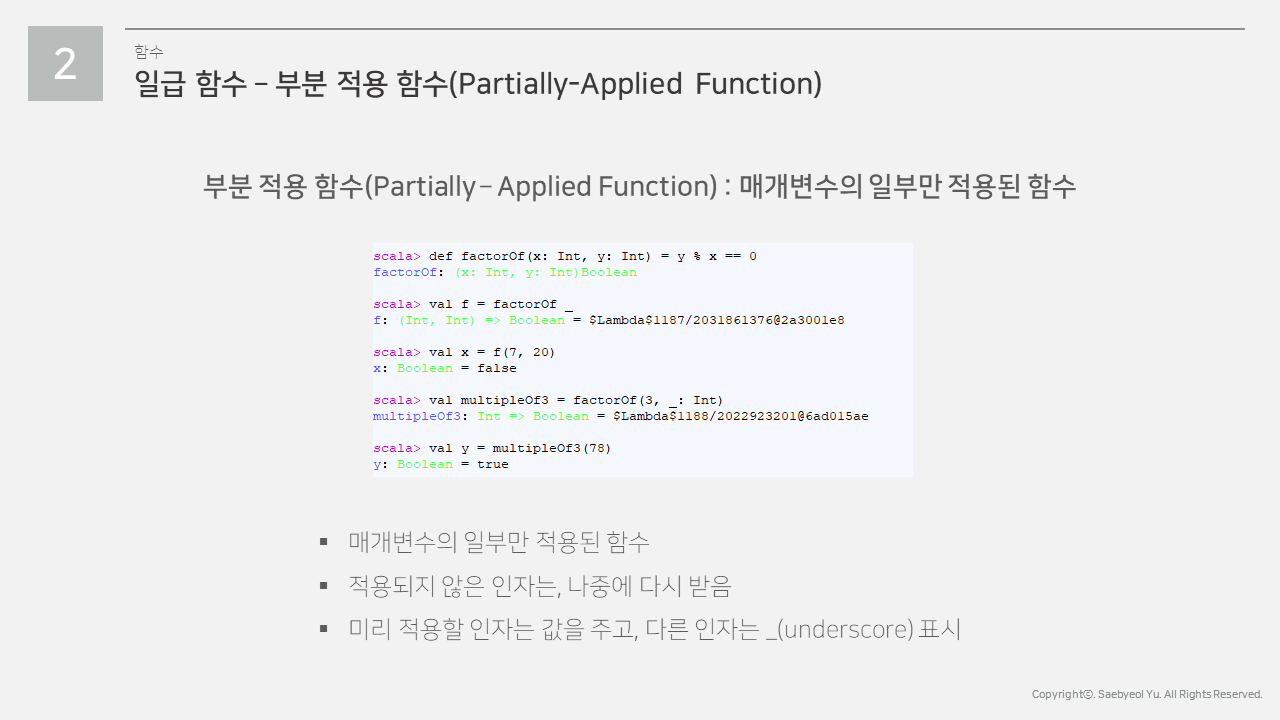 2
함수
일급 함수 – 부분 적용 함수(Partially-Applied Function)
부분 적용 함수(Partially – Applied Function) : 매개변수의 일부만 적용된 함수
scala> def factorOf(x: Int, y: Int) = y % x == 0
factorOf: (x: Int, y: Int)Boolean
scala> val f = factorOf _
f: (Int, Int) => Boolean = $Lambda$1187/2031861376@2a3001e8
scala> val x = f(7, 20)
x: Boolean = false
scala> val multipleOf3 = factorOf(3, _: Int)
multipleOf3: Int => Boolean = $Lambda$1188/2022923201@6ad015ae
scala> val y = multipleOf3(78)
y: Boolean = true
▪ 매개변수의 일부만 적용된 함수
▪ 적용되지 않은 인자는, 나중에 다시 받음
▪ 미리 적용할 인자는 값을 주고, 다른 인자는 _(underscore) 표시
Copyrightⓒ. Saebyeol Yu. All Rights Reserved.